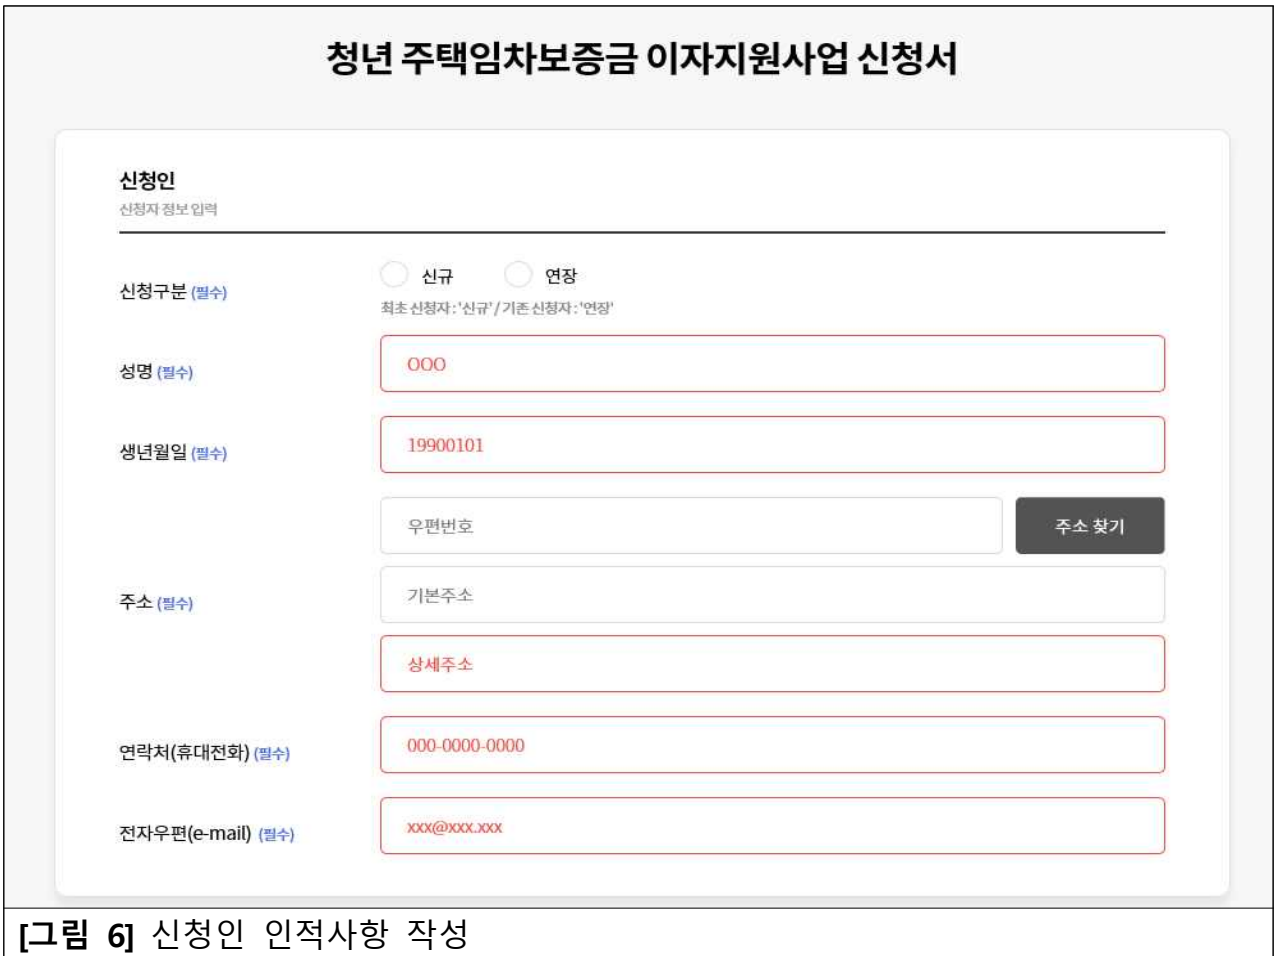 청년 주택임차보증금 이자지원사업 신청서
신청인
신청자 정보 입력
신청구분 (필수)
신규 연장
최초 신청자 : '신규' / 기존 신청자 : '연장'
성명 (필수)
OOO
생년월일 (필수)
19900101
우편번호
주소 찾기
주소 (필수)
기본주소
상세주소
연락처(휴대전화) (필수)
000-0000-0000
전자우편(e-mail) (필수)
xxx@xxx.xxx
[그림 6] 신청인 인적사항 작성